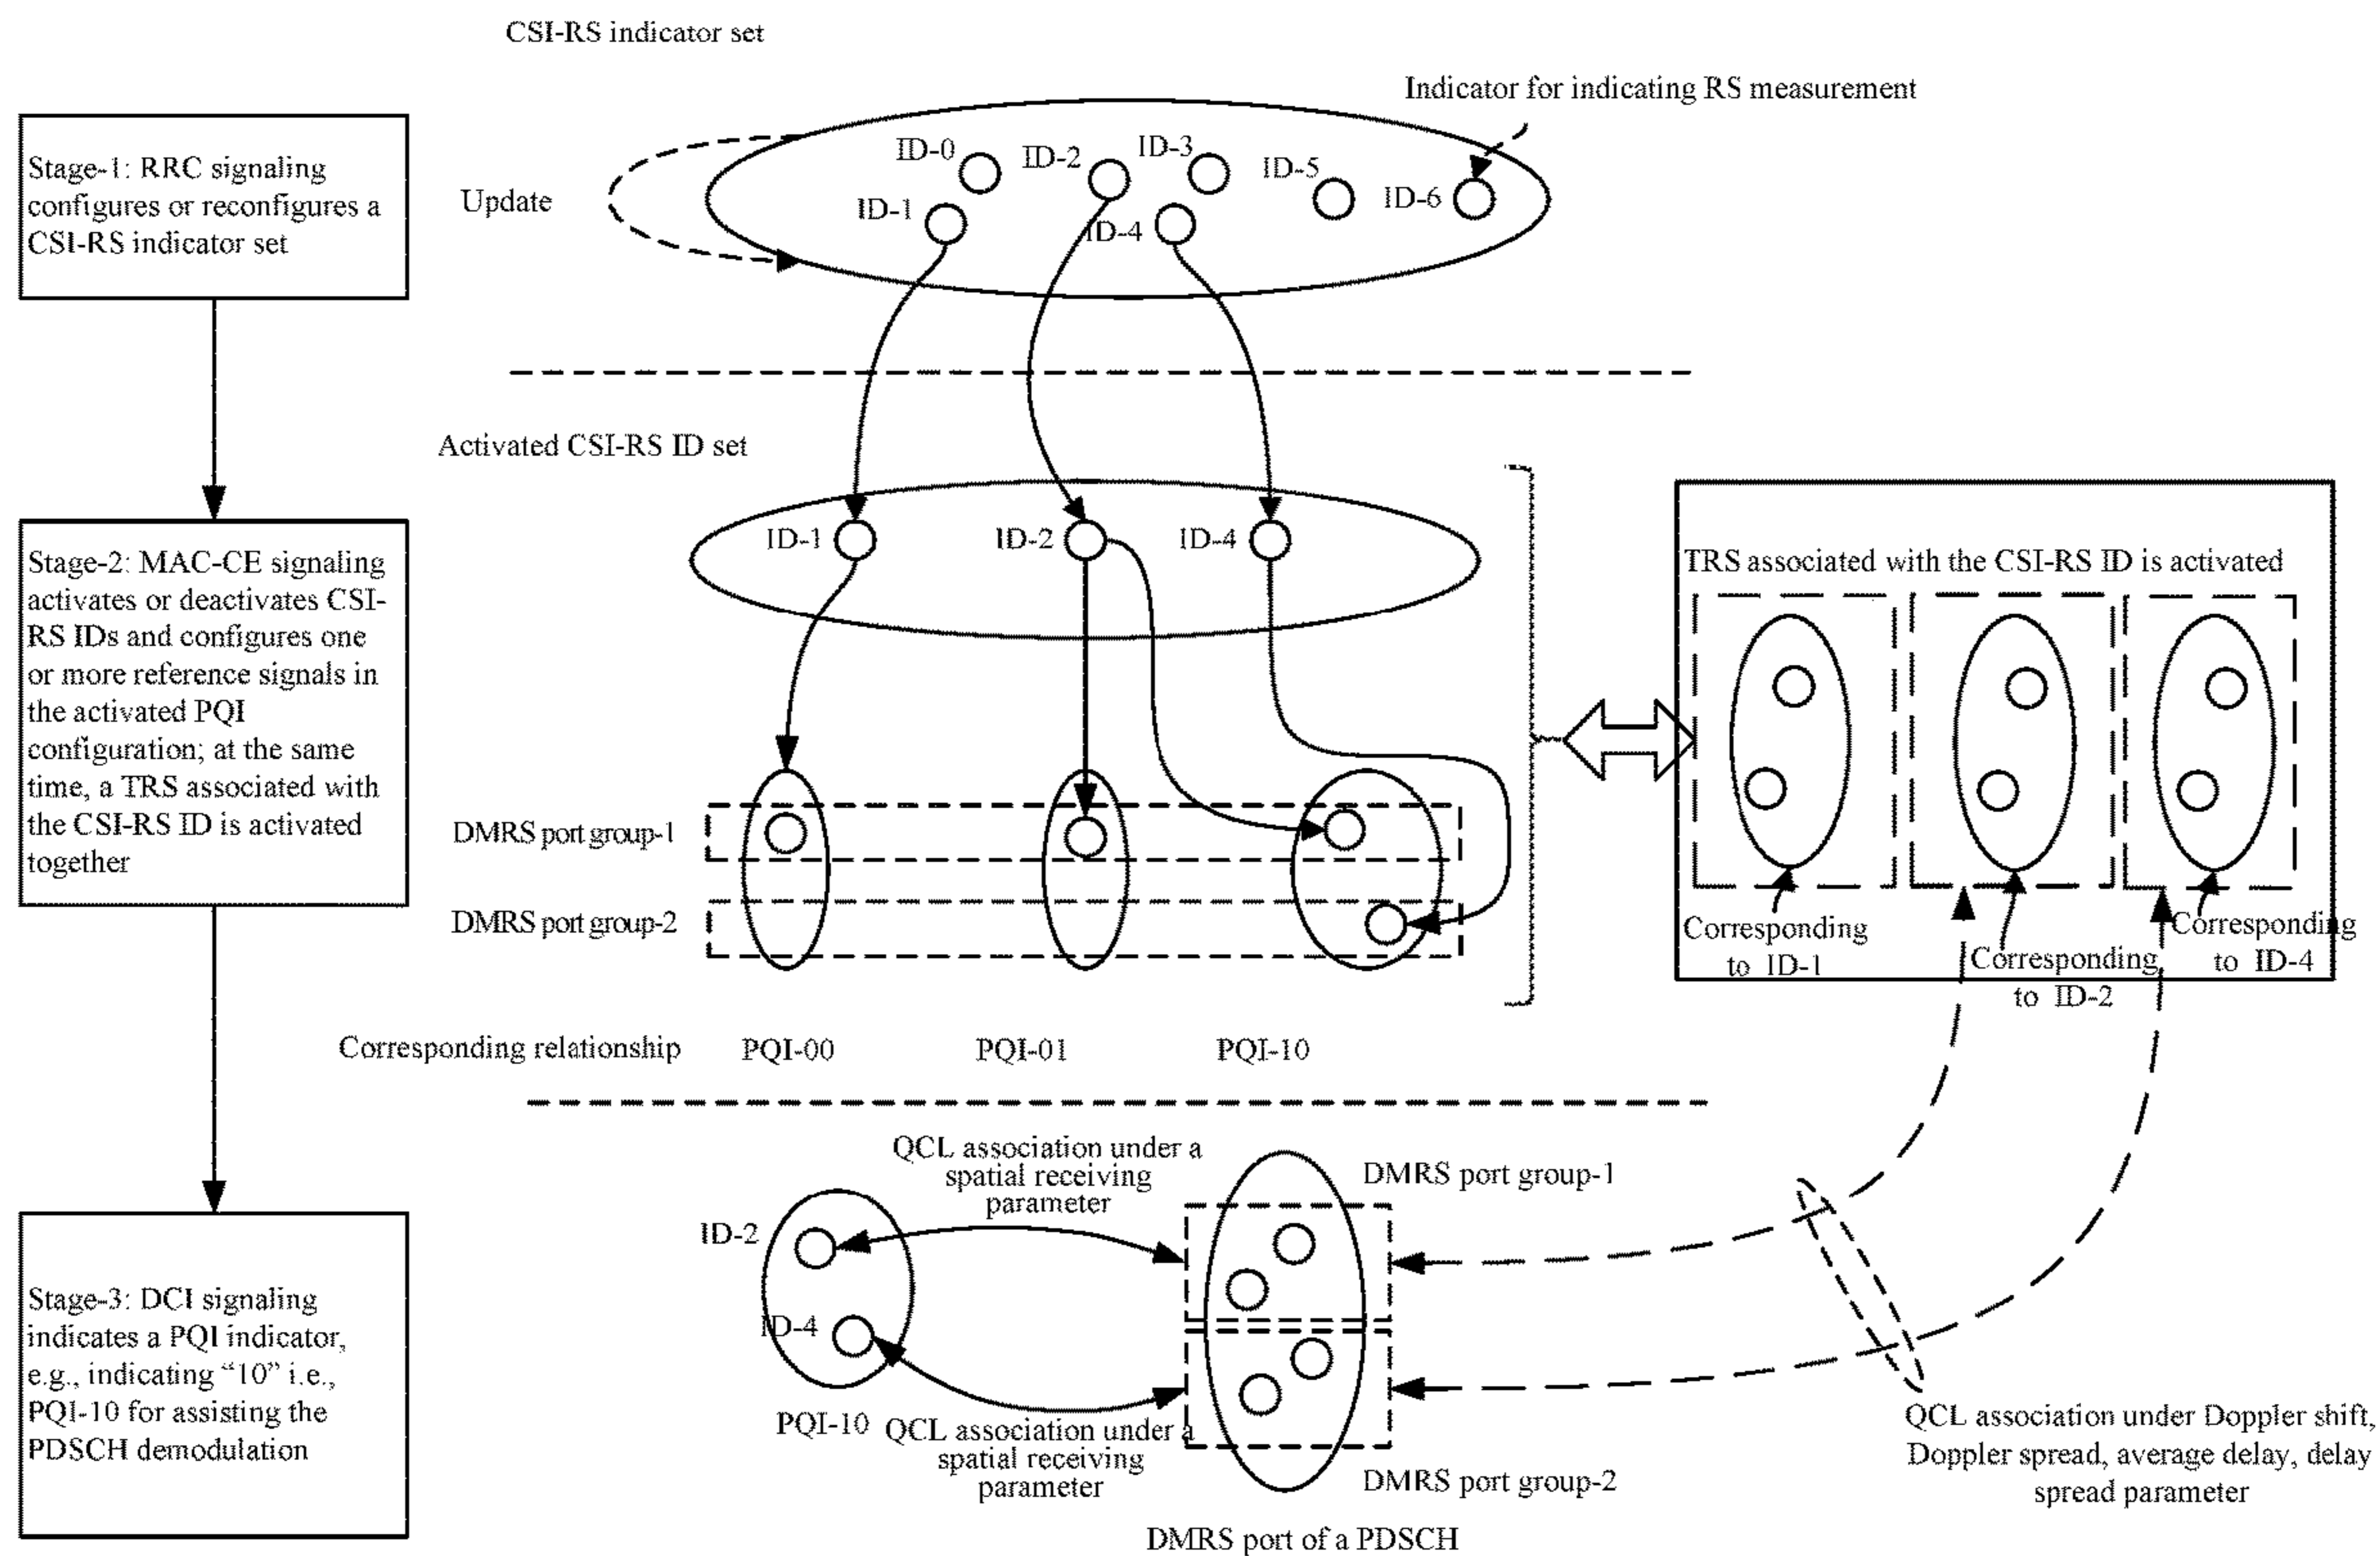 CSI-RS indicator set
Indicator for indicating RS measurement
Stage-1: RRC signaling
configures or reconfigures a
CSI-RS indicator set
Update
ID-0
ID-2
ID-3
ID-5
ID-6
ID-1
ID-4
Activated CSI-RS ID set
Stage-2: MAC-CE signaling
activates or deactivates CSI-
RS IDs and configures one
or more reference signals in
the activated PQI
configuration; at the same
time, a TRS associated with
the CSI-RS ID is activated
together
ID-1
ID-2
ID-4
TRS associated with the CSI-RS ID is activated
DMRS port group-1
DMRS port group-2
Corresponding
to ID-1
Corresponding
to ID-2
Corresponding
to ID-4
Corresponding relationship
PQI-00
PQI-01
PQI-10
Stage-3: DCI signaling
indicates a PQI indicator,
e.g., indicating “10” i.e.,
PQI-10 for assisting the
PDSCH demodulation
QCL association under a
spatial receiving
parameter
DMRS port group-1
ID-2
ID-4
PQI-10
QCL association under a
spatial receiving
parameter
DMRS port group-2
DMRS port of a PDSCH
QCL association under Doppler shift,
Doppler spread, average delay, delay
spread parameter